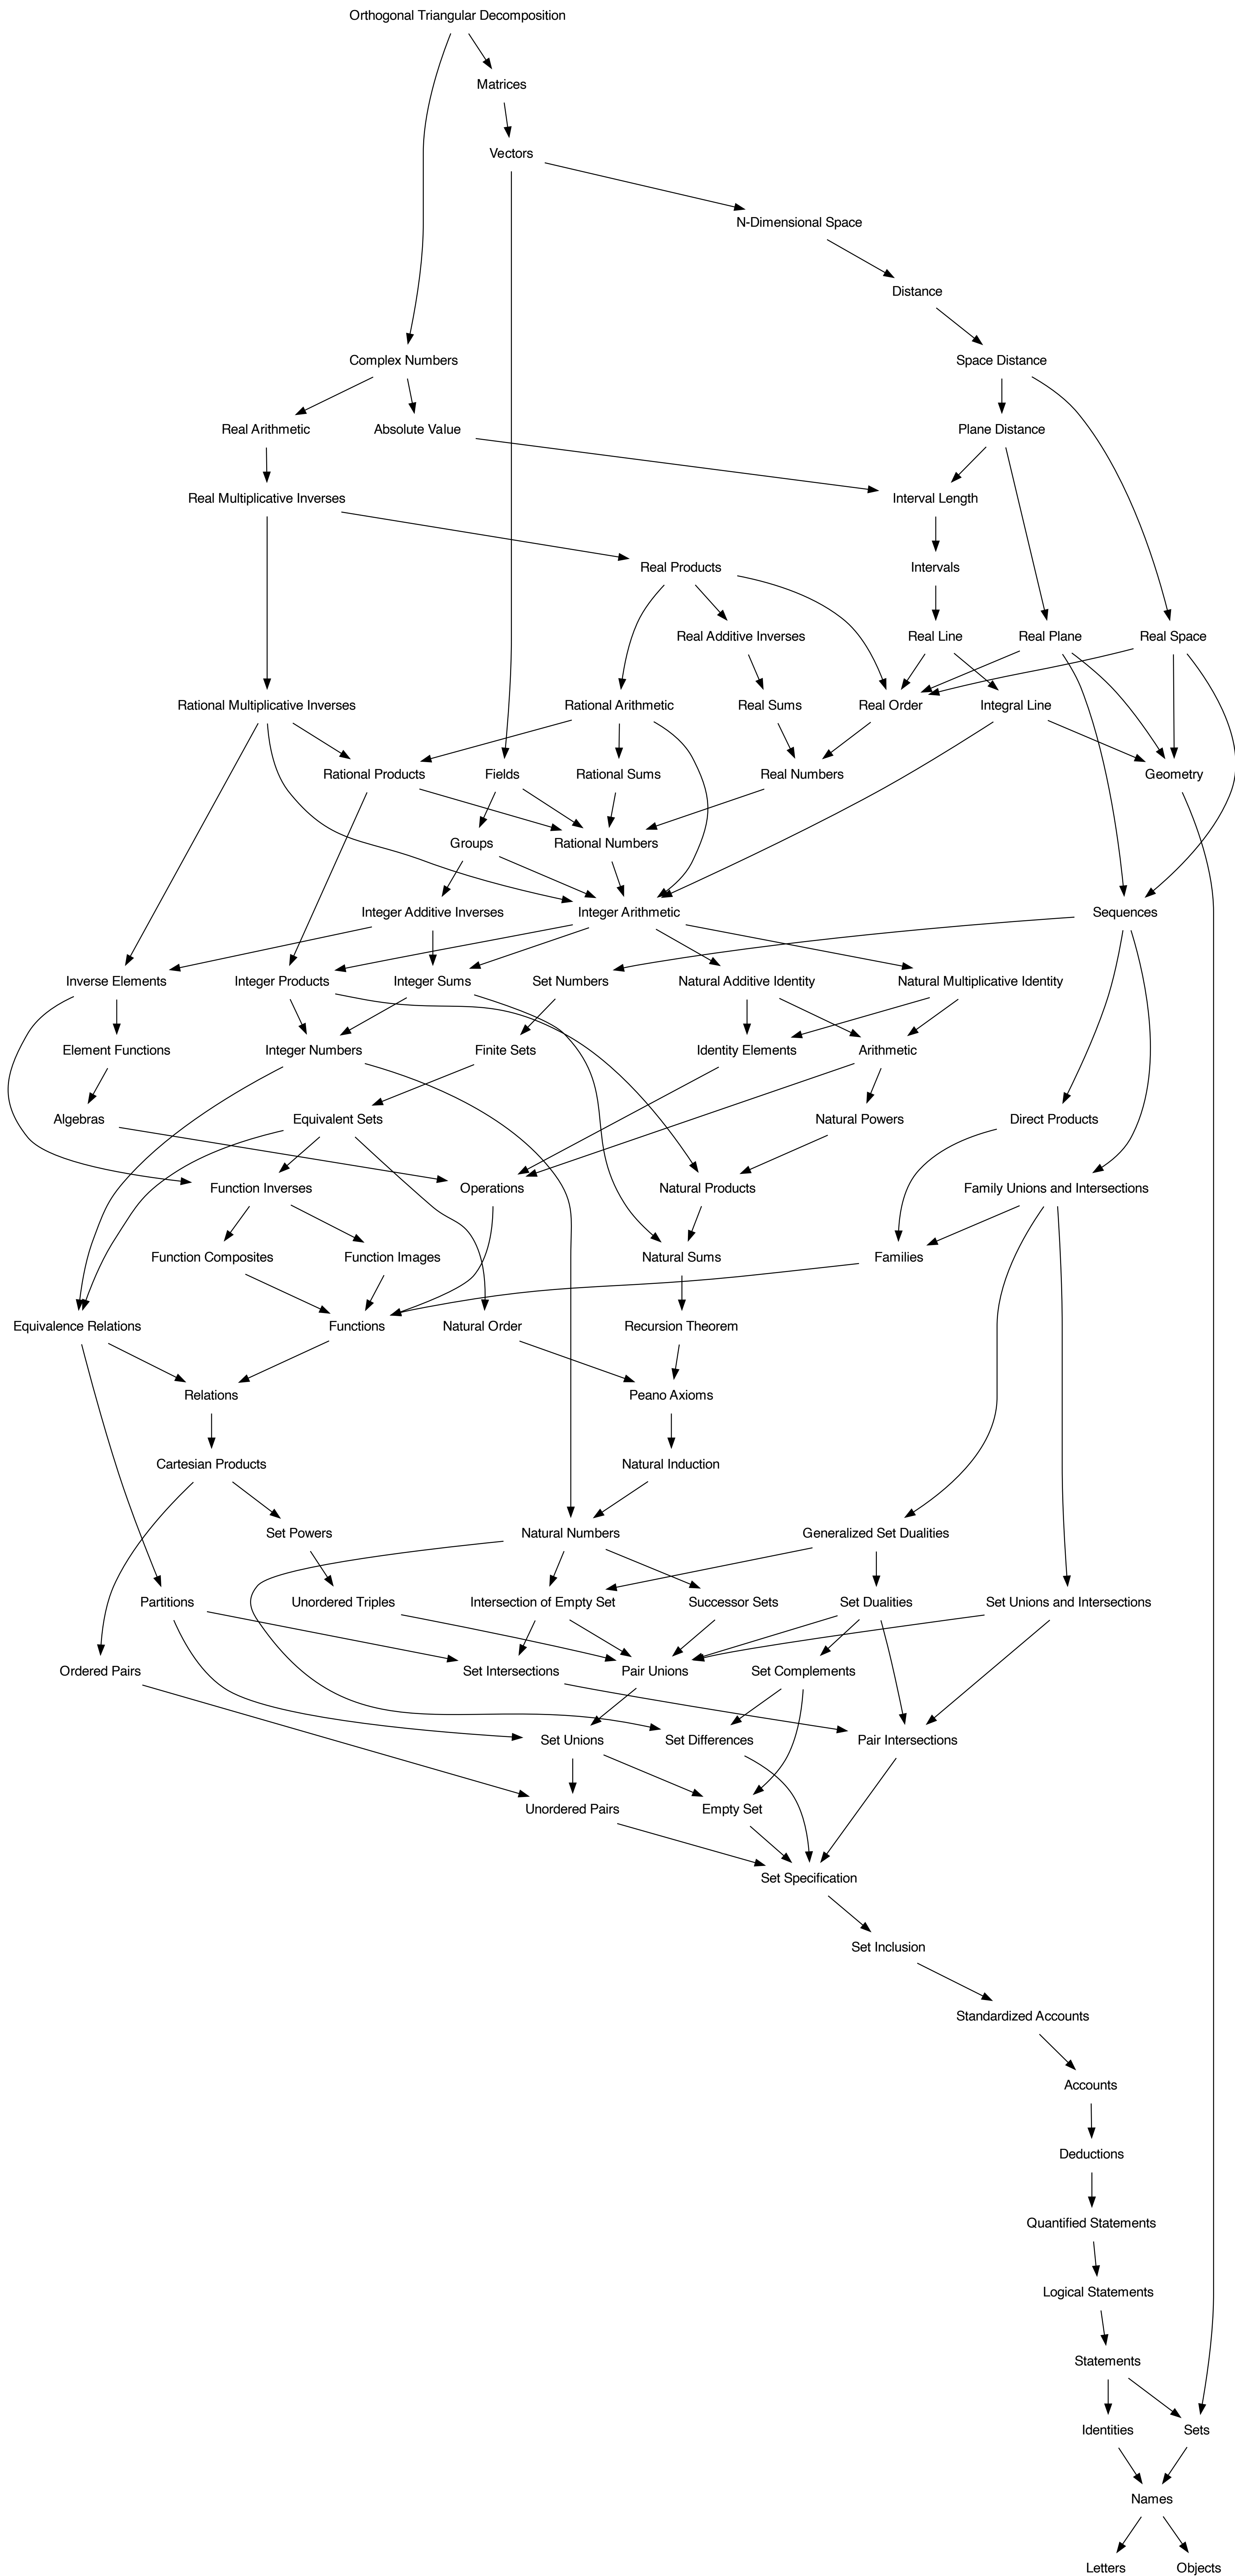 Orthogonal Triangular Decomposition
Matrices
Vectors
N-Dimensional Space
Distance
Complex Numbers
Space Distance
Real Arithmetic
Absolute Value
Plane Distance
Real Multiplicative Inverses
Interval Length
Real Products
Intervals
Real Additive Inverses
Real Line
Real Plane
Real Space
Rational Multiplicative Inverses
Rational Arithmetic
Real Sums
Real Order
Integral Line
Rational Products
Fields
Rational Sums
Real Numbers
Geometry
Groups
Rational Numbers
Integer Additive Inverses
Integer Arithmetic
Sequences
Inverse Elements
Integer Products
Integer Sums
Set Numbers
Natural Additive Identity
Natural Multiplicative Identity
Element Functions
Integer Numbers
Finite Sets
Identity Elements
Arithmetic
Algebras
Equivalent Sets
Natural Powers
Direct Products
Function Inverses
Operations
Natural Products
Family Unions and Intersections
Function Composites
Function Images
Natural Sums
Families
Equivalence Relations
Functions
Natural Order
Recursion Theorem
Relations
Peano Axioms
Cartesian Products
Natural Induction
Set Powers
Natural Numbers
Generalized Set Dualities
Partitions
Unordered Triples
Intersection of Empty Set
Successor Sets
Set Dualities
Set Unions and Intersections
Ordered Pairs
Set Intersections
Pair Unions
Set Complements
Set Unions
Set Differences
Pair Intersections
Unordered Pairs
Empty Set
Set Specification
Set Inclusion
Standardized Accounts
Accounts
Deductions
Quantified Statements
Logical Statements
Statements
Identities
Sets
Names
Letters
Objects